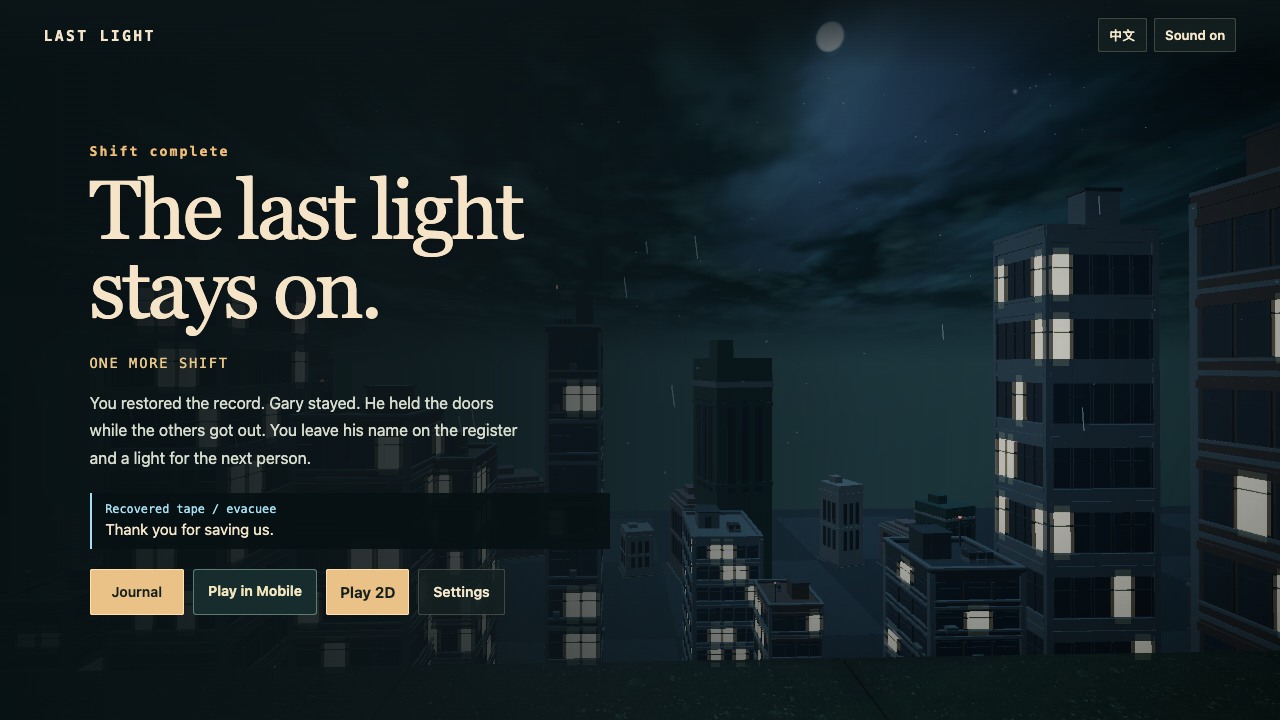 LAST LIGHT
中文
Sound on
Shift complete
The last light
stays on.
ONE MORE SHIFT
You restored the record. Gary stayed. He held the doors
while the others got out. You leave his name on the register
and a light for the next person.
Recovered tape / evacuee
Thank you for saving us.
Journal
Play in Mobile
Play 2D
Settings